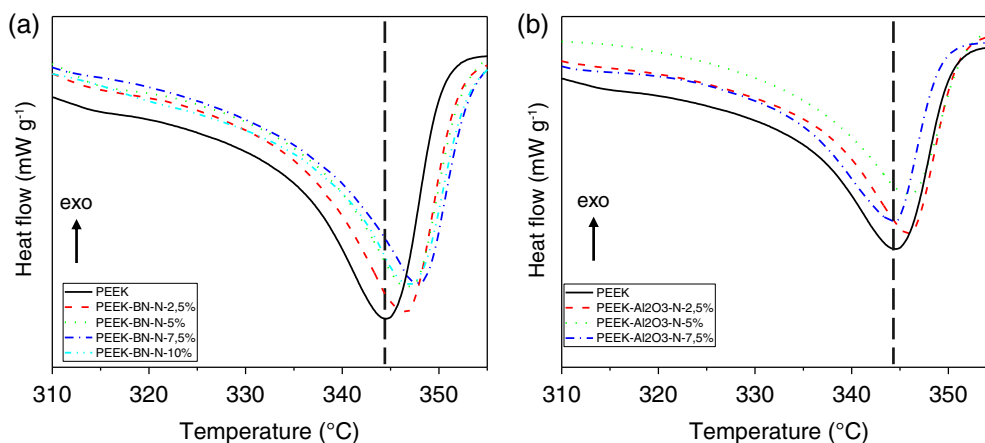 (a)
Heat flow (mW g⁻¹)
exo
PEEK
PEEK-BN-N-2,5%
PEEK-BN-N-5%
PEEK-BN-N-7,5%
PEEK-BN-N-10%
310 320 330 340 350
Temperature (°C)
(b)
Heat flow (mW g⁻¹)
exo
PEEK
PEEK-Al2O3-N-2,5%
PEEK-Al2O3-N-5%
PEEK-Al2O3-N-7,5%
310 320 330 340 350
Temperature (°C)